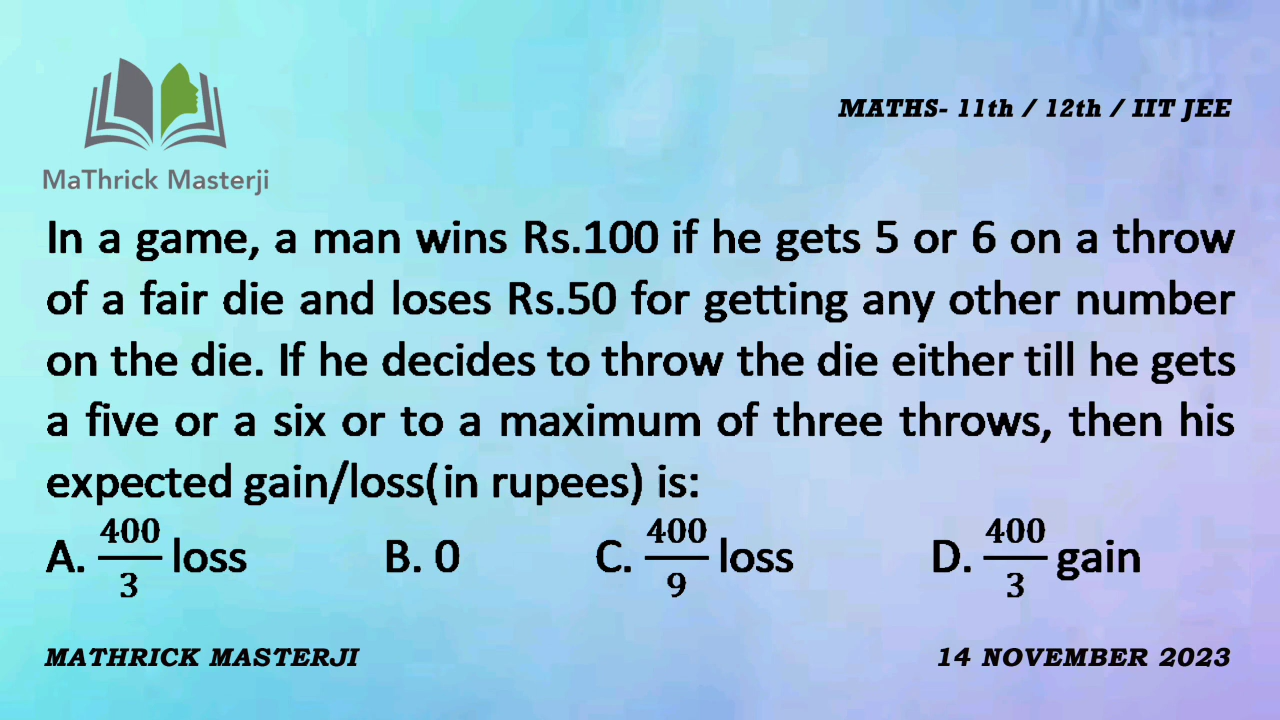 MATHS- 11th / 12th / IIT JEE
MaThrick Masterji
In a game, a man wins Rs.100 if he gets 5 or 6 on a throw
of a fair die and loses Rs.50 for getting any other number
on the die. If he decides to throw the die either till he gets
a five or a six or to a maximum of three throws, then his
expected gain/loss(in rupees) is:
A. 400/3 loss B. 0 C. 400/9 loss D. 400/3 gain
MATHRICK MASTERJI 14 NOVEMBER 2023